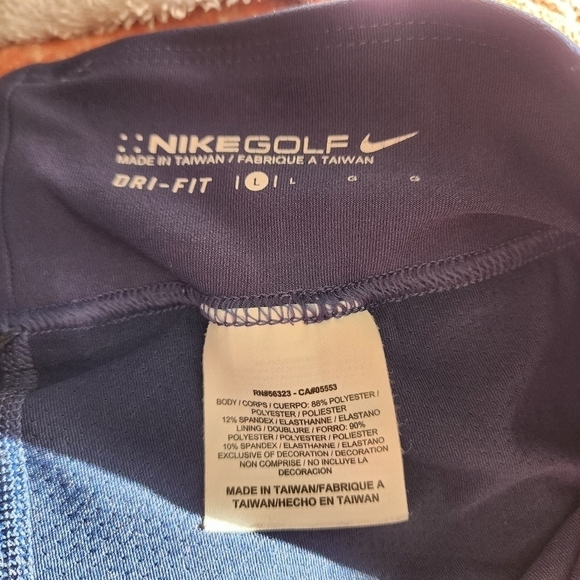 NIKEGOLF
MADE IN TAIWAN / FABRIQUE A TAIWAN
DRI-FIT | L | L G G
RN#56323 - CA#05553
BODY / CORPS / CUERPO: 88% POLYESTER /
POLYESTER / POLIESTER
12% SPANDEX / ELASTHANNE / ELASTANO
LINING / DOUBLURE / FORRO: 90%
POLYESTER / POLYESTER / POLIESTER
10% SPANDEX / ELASTHANNE / ELASTANO
EXCLUSIVE OF DECORATION / DECORATION
NON COMPRISE / NO INCLUYE LA
DECORACIÓN
MADE IN TAIWAN/FABRIQUE A
TAIWAN/HECHO EN TAIWAN